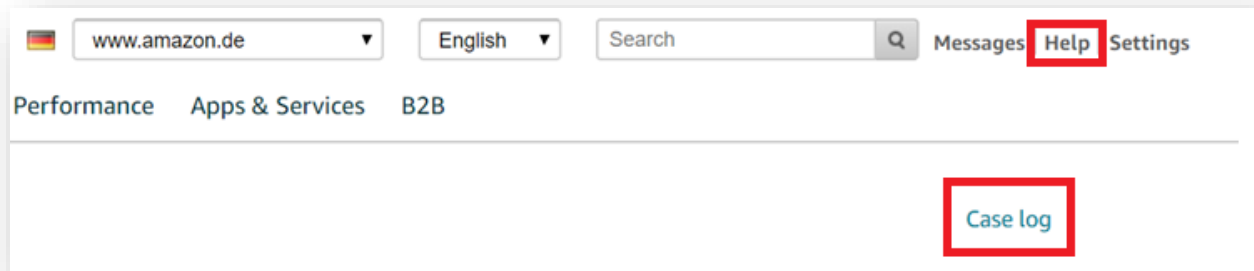 www.amazon.de English Search Messages Help Settings
Performance Apps & Services B2B
Case log